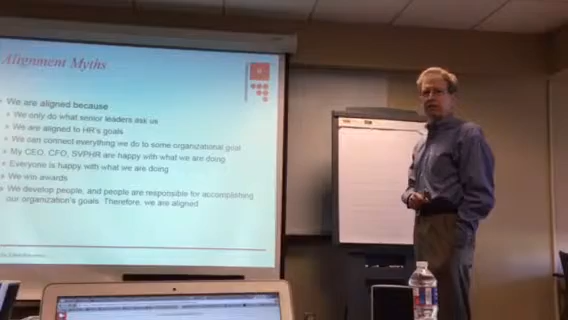 Alignment Myths
We are aligned because
We only do what senior leaders ask us
We are aligned to HR's goals
We can connect everything we do to some organizational goal
My CEO, CFO, SVPHR are happy with what we are doing
Everyone is happy with what we are doing
We win awards
We develop people, and people are responsible for accomplishing
our organization's goals. Therefore, we are aligned